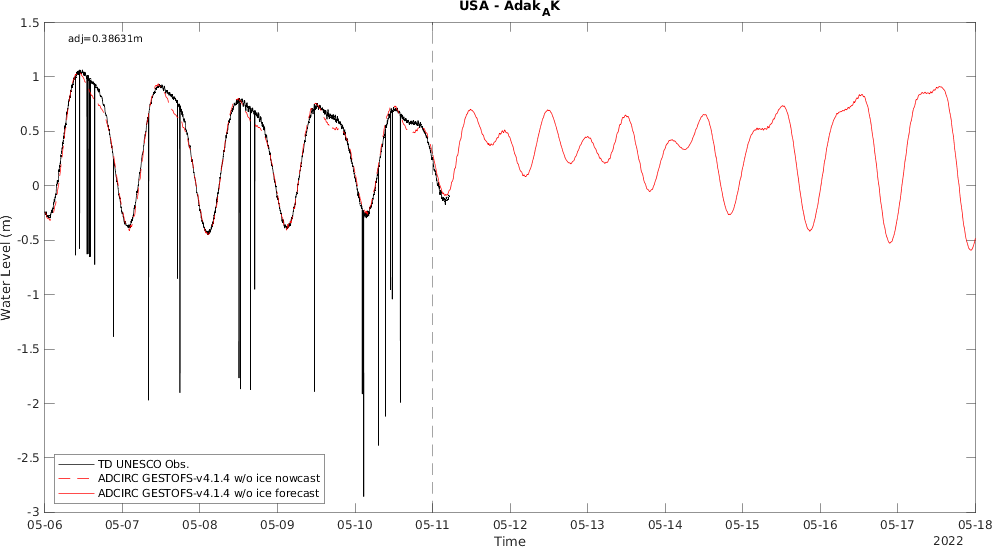 USA - Adak AK
adj=0.38631m
1.5
1
0.5
0
-0.5
-1
-1.5
-2
-2.5
-3
Water Level (m)
TD UNESCO Obs.
ADCIRC GESTOFS-v4.1.4 w/o ice nowcast
ADCIRC GESTOFS-v4.1.4 w/o ice forecast
05-06 05-07 05-08 05-09 05-10 05-11 05-12 05-13 05-14 05-15 05-16 05-17 05-18
Time
2022